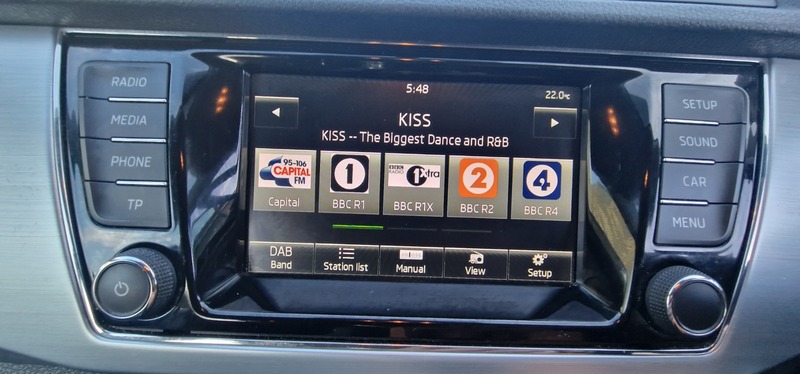 RADIO
MEDIA
PHONE
TP
5:48
22.0°C
KISS
KISS -- The Biggest Dance and R&B
95-106
CAPITAL
FM
Capital
1
BBC R1
BBC
RADIO
1Xtra
BBC R1X
2
BBC R2
4
BBC R4
DAB
Band
Station list
Manual
View
Setup
SETUP
SOUND
CAR
MENU